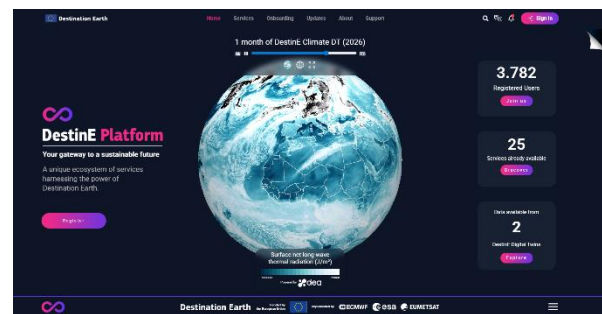 Destination Earth
Home Services Onboarding Updates About Support
Sign In
1 month of DestinE Climate DT (2026)
DestinE Platform
Your gateway to a sustainable future
A unique ecosystem of services
harnessing the power of
Destination Earth.
Register
3.782
Registered Users
Join us
25
Services already available
Discover
Data available from
2
DestinE Digital Twins
Explore
Surface net long wave
thermal radiation (J/m²)
Powered by dea
Destination Earth
ECMWF esa EUMETSAT